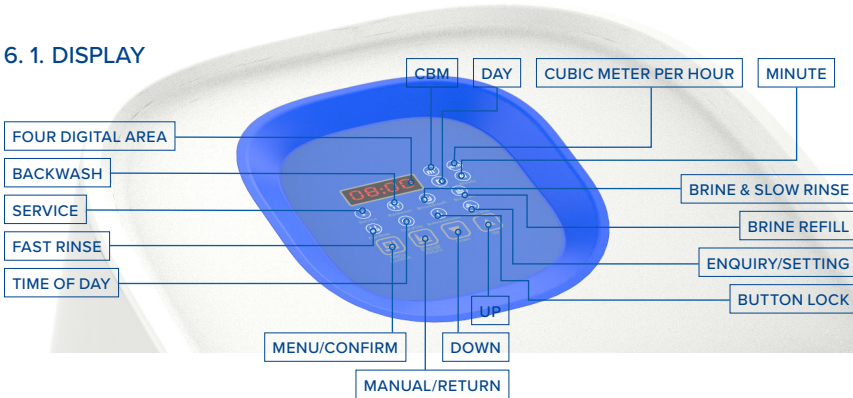 6. 1. DISPLAY
CBM
DAY
CUBIC METER PER HOUR
MINUTE
FOUR DIGITAL AREA
BACKWASH
SERVICE
FAST RINSE
TIME OF DAY
08:00
BRINE & SLOW RINSE
BRINE REFILL
ENQUIRY/SETTING
BUTTON LOCK
UP
MENU/CONFIRM
DOWN
MANUAL/RETURN